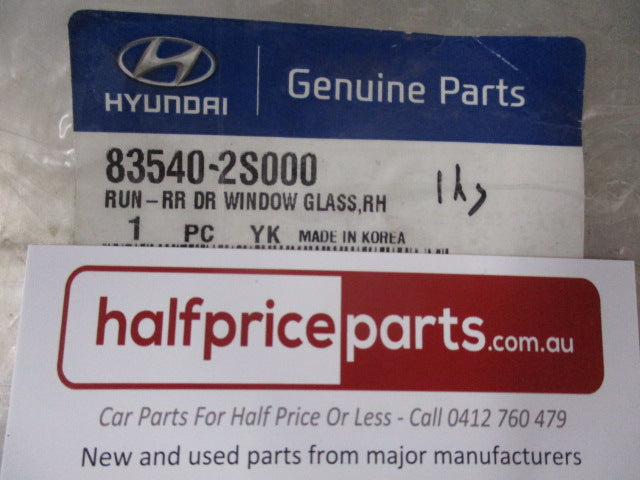 HYUNDAI
Genuine Parts
83540-2S000
RUN-RR DR WINDOW GLASS,RH
1 PC YK MADE IN KOREA
1kg
halfpriceparts.com.au
Car Parts For Half Price Or Less - Call 0412 760 479
New and used parts from major manufacturers